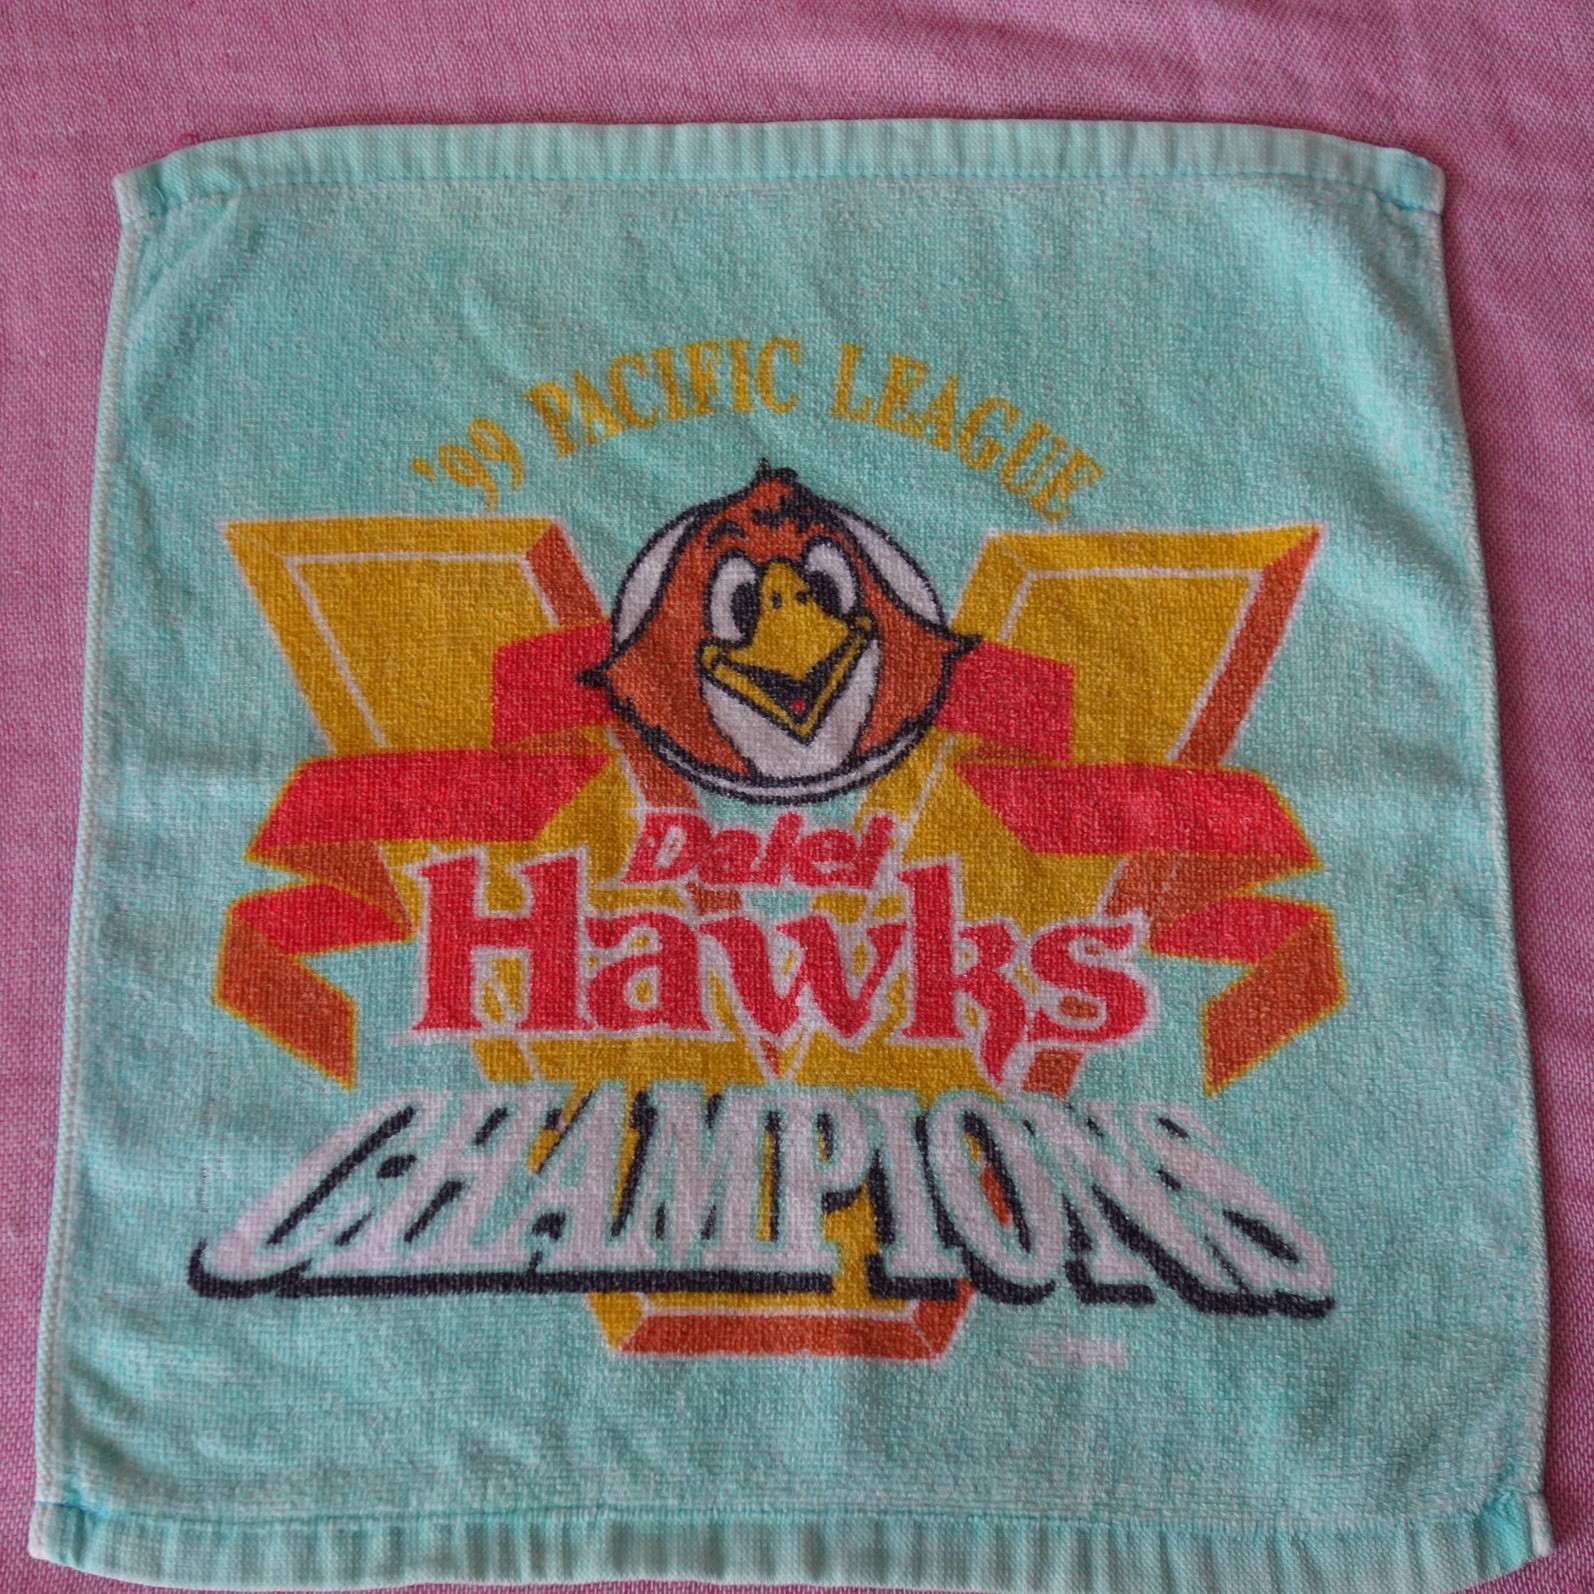 '99 PACIFIC LEAGUE
Daiei
Hawks
CHAMPIONS